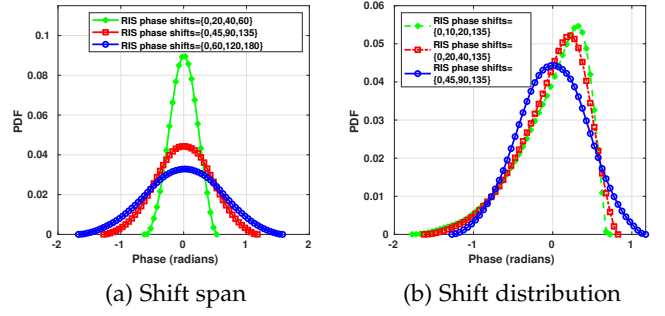 RIS phase shifts={0,20,40,60}
RIS phase shifts={0,45,90,135}
RIS phase shifts={0,60,120,180}
0.1
0.08
0.06
0.04
0.02
0
PDF
-2 -1 0 1 2
Phase (radians)
(a) Shift span
RIS phase shifts=
{0,10,20,135}
RIS phase shifts=
{0,20,40,135}
RIS phase shifts=
{0,45,90,135}
0.06
0.05
0.04
0.03
0.02
0.01
0
PDF
-2 -1 0 1
Phase (radians)
(b) Shift distribution